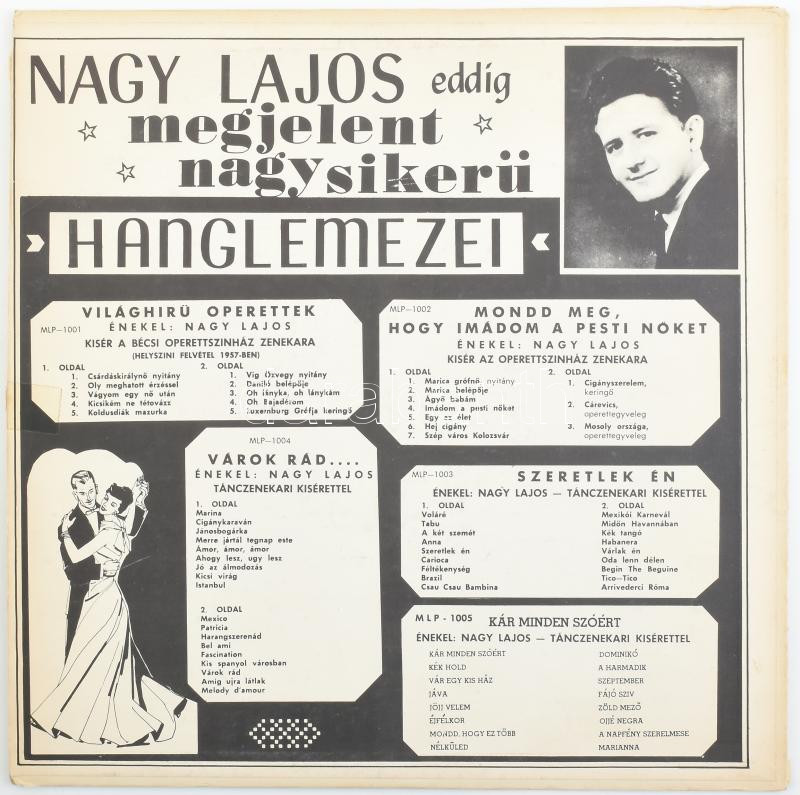 NAGY LAJOS eddig
megjelent
nagysikerü
HANGLEMEZEI
MLP—1001
VILÁGHIRÜ OPERETTEK
ÉNEKEL: NAGY LAJOS
KISÉR A BÉCSI OPERETTSZINHÁZ ZENEKARA
(HELYSZINI FELVÉTEL 1957-BEN)
1. OLDAL
1. Csárdáskirálynő nyitány
2. Oly meghatott érzéssel
3. Vágyom egy nő után
4. Kicsikém ne tétovázz
5. Koldusdiák mazurka
2. OLDAL
1. Vig Özvegy nyitány
2. Daniló belépője
3. Oh lányka, oh lánykám
4. Oh Bajadérom
5. Luxenburg Grófja keringő
MLP—1002
MONDD MEG,
HOGY IMÁDOM A PESTI NŐKET
ÉNEKEL: NAGY LAJOS
KISÉR AZ OPERETTSZINHÁZ ZENEKARA
1. OLDAL
1. Marica grófnő nyitány
2. Marica belépője
3. Ágyő babám
4. Imádom a pesti nőket
5. Egy az élet
6. Hej cigány
7. Szép város Kolozsvár
2. OLDAL
1. Cigányszerelem,
keringő
2. Cárevics,
operettegyveleg
3. Mosoly országa,
operettegyveleg
MLP—1004
VÁROK RÁD....
ÉNEKEL: NAGY LAJOS
TÁNCZENEKARI KISÉRETTEL
1. OLDAL
Marina
Cigánykaraván
Jánosbogárka
Merre jártál tegnap este
Ámor, ámor, ámor
Ahogy lesz, ugy lesz
Jó az álmodozás
Kicsi virág
Istanbul
2. OLDAL
Mexico
Patricia
Harangszerenád
Bel ami
Fascination
Kis spanyol városban
Várok rád
Amig ujra látlak
Melody d'amour
MLP—1003
SZERETLEK ÉN
ÉNEKEL: NAGY LAJOS — TÁNCZENEKARI KISÉRETTEL
1. OLDAL
Voláré
Tabu
A két szemét
Anna
Szeretlek én
Carioca
Féltékenység
Brazil
Csau Csau Bambina
2. OLDAL
Mexikói Karnevál
Midőn Havannában
Kék tangó
Habanera
Várlak én
Oda lenn délen
Begin The Beguine
Tico—Tico
Arrivederci Róma
MLP - 1005
KÁR MINDEN SZÓÉRT
ÉNEKEL: NAGY LAJOS — TÁNCZENEKARI KISÉRETTEL
KÁR MINDEN SZÓÉRT
KÉK HOLD
VÁR EGY KIS HÁZ
JÁVA
JÖJJ VELEM
ÉJFÉLKOR
MONDD, HOGY EZ TÖBB
NÉLKÜLED
DOMINIKÓ
A HARMADIK
SZEPTEMBER
FÁJÓ SZIV
ZÖLD MEZŐ
OJJÉ NEGRA
A NAPFÉNY SZERELMESE
MARIANNA